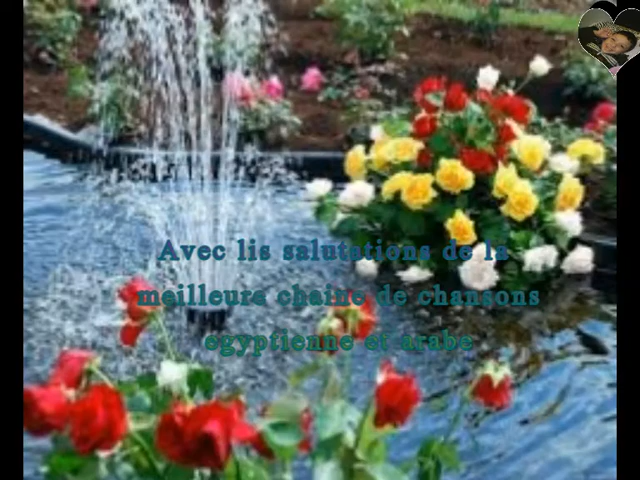 Avec lis salutations de la
meilleure chaine de chansons
egyptienne et arabe